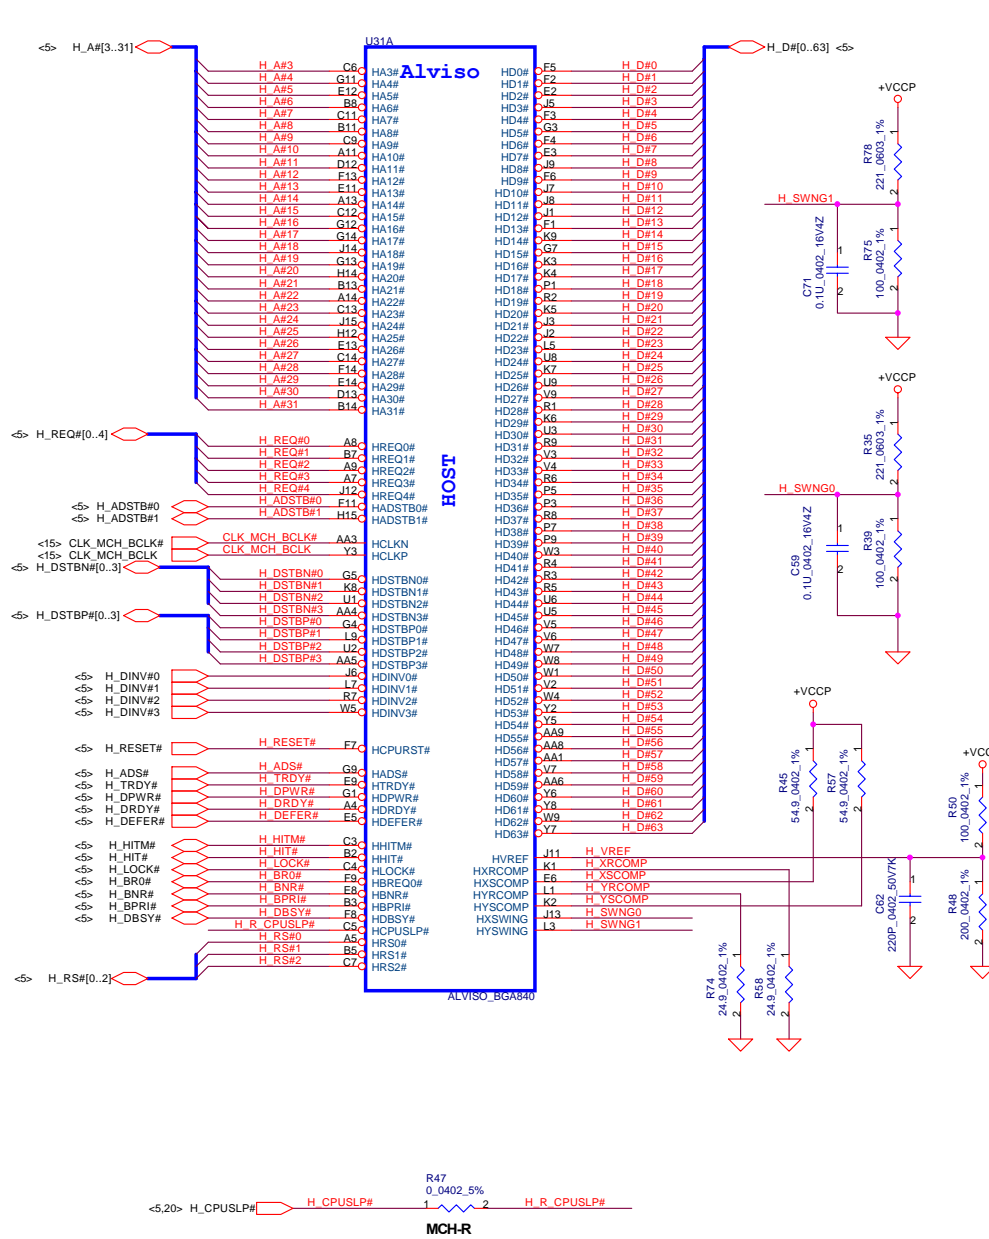 U31A
Alviso
HOST
<5> H_A#[3..31]
H_A#3 C6 HA3#
H_A#4 G11 HA4#
H_A#5 E12 HA5#
H_A#6 B8 HA6#
H_A#7 C11 HA7#
H_A#8 B11 HA8#
H_A#9 C9 HA9#
H_A#10 A11 HA10#
H_A#11 D12 HA11#
H_A#12 F13 HA12#
H_A#13 E11 HA13#
H_A#14 A13 HA14#
H_A#15 C12 HA15#
H_A#16 G12 HA16#
H_A#17 G14 HA17#
H_A#18 J14 HA18#
H_A#19 G13 HA19#
H_A#20 H14 HA20#
H_A#21 B13 HA21#
H_A#22 A14 HA22#
H_A#23 C13 HA23#
H_A#24 J15 HA24#
H_A#25 H12 HA25#
H_A#26 E13 HA26#
H_A#27 C14 HA27#
H_A#28 F14 HA28#
H_A#29 E14 HA29#
H_A#30 D13 HA30#
H_A#31 B14 HA31#
<5> H_REQ#[0..4]
H_REQ#0 A8 HREQ0#
H_REQ#1 B7 HREQ1#
H_REQ#2 A9 HREQ2#
H_REQ#3 A7 HREQ3#
H_REQ#4 J12 HREQ4#
<5> H_ADSTB#0 H_ADSTB#0 F11 HADSTB0#
<5> H_ADSTB#1 H_ADSTB#1 H15 HADSTB1#
<15> CLK_MCH_BCLK# CLK_MCH_BCLK# AA3 HCLKN
<15> CLK_MCH_BCLK CLK_MCH_BCLK Y3 HCLKP
<5> H_DSTBN#[0..3]
H_DSTBN#0 G5 HDSTBN0#
H_DSTBN#1 K8 HDSTBN1#
H_DSTBN#2 U1 HDSTBN2#
H_DSTBN#3 AA4 HDSTBN3#
<5> H_DSTBP#[0..3]
H_DSTBP#0 G4 HDSTBP0#
H_DSTBP#1 L9 HDSTBP1#
H_DSTBP#2 U2 HDSTBP2#
H_DSTBP#3 AA5 HDSTBP3#
<5> H_DINV#0 J6 HDINV0#
<5> H_DINV#1 L7 HDINV1#
<5> H_DINV#2 R7 HDINV2#
<5> H_DINV#3 W5 HDINV3#
<5> H_RESET# H_RESET# F7 HCPURST#
<5> H_ADS# H_ADS# G9 HADS#
<5> H_TRDY# H_TRDY# E9 HTRDY#
<5> H_DPWR# H_DPWR# G1 HDPWR#
<5> H_DRDY# H_DRDY# A4 HDRDY#
<5> H_DEFER# H_DEFER# E5 HDEFER#
<5> H_HITM# H_HITM# C3 HHITM#
<5> H_HIT# H_HIT# B2 HHIT#
<5> H_LOCK# H_LOCK# C4 HLOCK#
<5> H_BR0# H_BR0# F9 HBREQ0#
<5> H_BNR# H_BNR# E8 HBNR#
<5> H_BPRI# H_BPRI# B3 HBPRI#
<5> H_DBSY# H_DBSY# F8 HDBSY#
H_R_CPUSLP# C5 HCPUSLP#
H_RS#0 A5 HRS0#
H_RS#1 B5 HRS1#
H_RS#2 C7 HRS2#
<5> H_RS#[0..2]
H_D#[0..63] <5>
HD0# F5 H_D#0
HD1# F2 H_D#1
HD2# E2 H_D#2
HD3# J5 H_D#3
HD4# F3 H_D#4
HD5# G3 H_D#5
HD6# F4 H_D#6
HD7# E3 H_D#7
HD8# J9 H_D#8
HD9# F6 H_D#9
HD10# J7 H_D#10
HD11# J8 H_D#11
HD12# J1 H_D#12
HD13# F1 H_D#13
HD14# K9 H_D#14
HD15# G7 H_D#15
HD16# K3 H_D#16
HD17# K4 H_D#17
HD18# P1 H_D#18
HD19# R2 H_D#19
HD20# K5 H_D#20
HD21# J3 H_D#21
HD22# J2 H_D#22
HD23# L5 H_D#23
HD24# U8 H_D#24
HD25# K7 H_D#25
HD26# U9 H_D#26
HD27# V9 H_D#27
HD28# R1 H_D#28
HD29# K6 H_D#29
HD30# U3 H_D#30
HD31# R9 H_D#31
HD32# V3 H_D#32
HD33# V4 H_D#33
HD34# R6 H_D#34
HD35# P5 H_D#35
HD36# P3 H_D#36
HD37# R8 H_D#37
HD38# P7 H_D#38
HD39# P9 H_D#39
HD40# W3 H_D#40
HD41# R4 H_D#41
HD42# R3 H_D#42
HD43# R5 H_D#43
HD44# U6 H_D#44
HD45# U5 H_D#45
HD46# V5 H_D#46
HD47# V6 H_D#47
HD48# W7 H_D#48
HD49# W8 H_D#49
HD50# W1 H_D#50
HD51# V2 H_D#51
HD52# W4 H_D#52
HD53# Y2 H_D#53
HD54# Y5 H_D#54
HD55# AA9 H_D#55
HD56# AA8 H_D#56
HD57# AA1 H_D#57
HD58# V7 H_D#58
HD59# AA6 H_D#59
HD60# Y6 H_D#60
HD61# Y8 H_D#61
HD62# W9 H_D#62
HD63# Y7 H_D#63
HVREF J11 H_VREF
HXRCOMP K1 H_XRCOMP
HXSCOMP E6 H_XSCOMP
HYRCOMP L1 H_YRCOMP
HYSCOMP K2 H_YSCOMP
HXSWING J13 H_SWNG0
HYSWING L3 H_SWNG1
ALVISO_BGA840
+VCCP
R78
221_0603_1%
1
2
H_SWNG1
C71
0.1U_0402_16V4Z
1
2
R75
100_0402_1%
1
2
+VCCP
R35
221_0603_1%
1
2
H_SWNG0
C59
0.1U_0402_16V4Z
1
2
R39
100_0402_1%
1
2
+VCCP
R45
54.9_0402_1%
1
2
R57
54.9_0402_1%
1
2
+VCC
R50
100_0402_1%
1
2
C62
220P_0402_50V7K
1
2
R48
200_0402_1%
1
2
R74
24.9_0402_1%
1
2
R58
24.9_0402_1%
1
2
R47
0_0402_5%
<5,20> H_CPUSLP# H_CPUSLP# 1 2 H_R_CPUSLP#
MCH-R